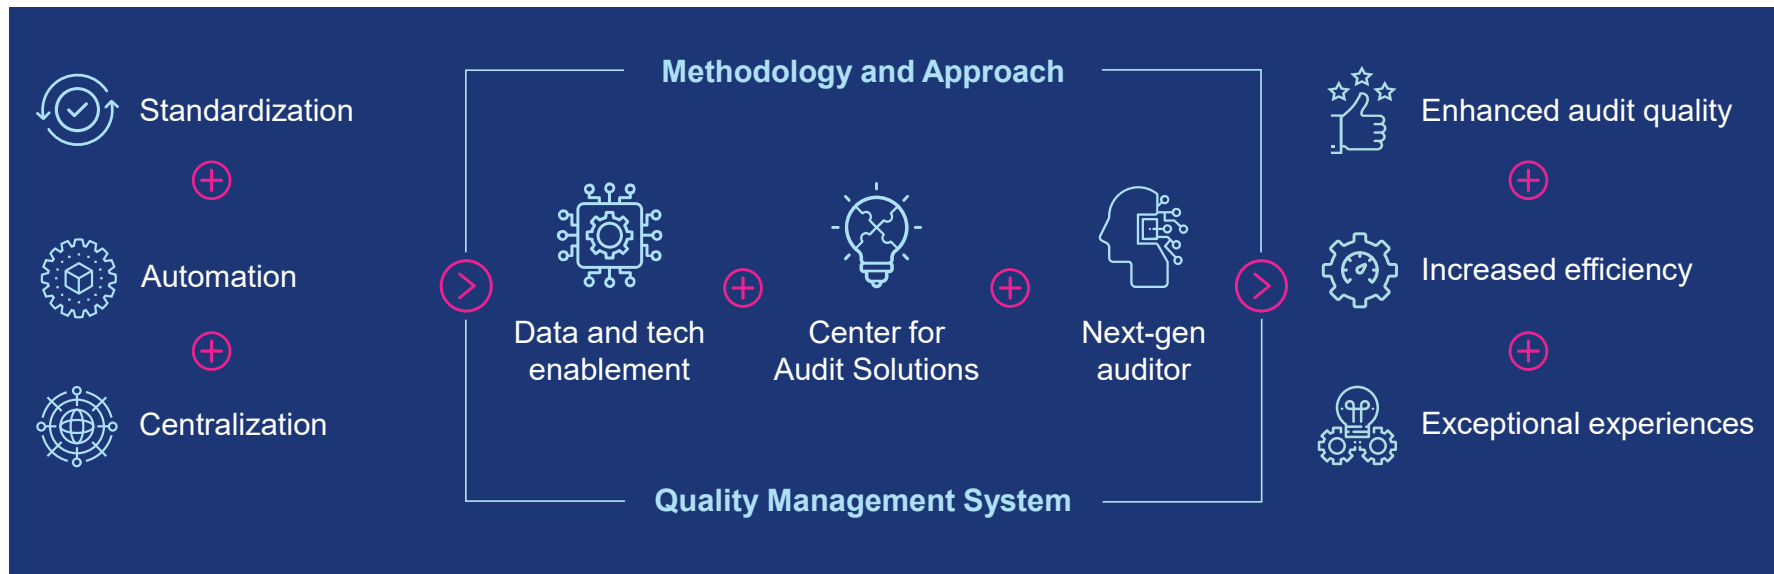 Standardization
Automation
Centralization
Methodology and Approach
Data and tech
enablement
Center for
Audit Solutions
Next-gen
auditor
Quality Management System
Enhanced audit quality
Increased efficiency
Exceptional experiences